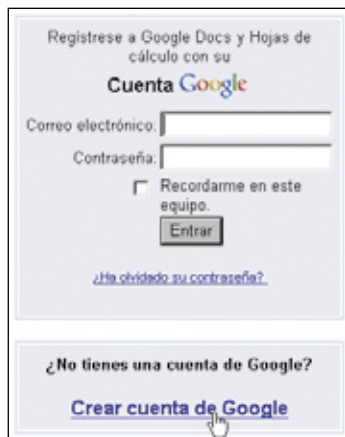 Regístrese a Google Docs y Hojas de
cálculo con su
Cuenta Google
Correo electrónico:
Contraseña:
Recordarme en este
equipo.
Entrar
¿Ha olvidado su contraseña?
¿No tienes una cuenta de Google?
Crear cuenta de Google